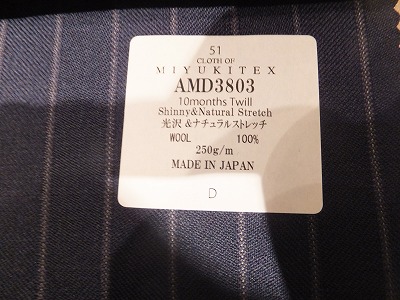 51
CLOTH OF
MIYUKITEX
AMD3803
10months Twill
Shinny&Natural Stretch
光沢 &ナチュラルストレッチ
WOOL 100%
250g/m
MADE IN JAPAN
D